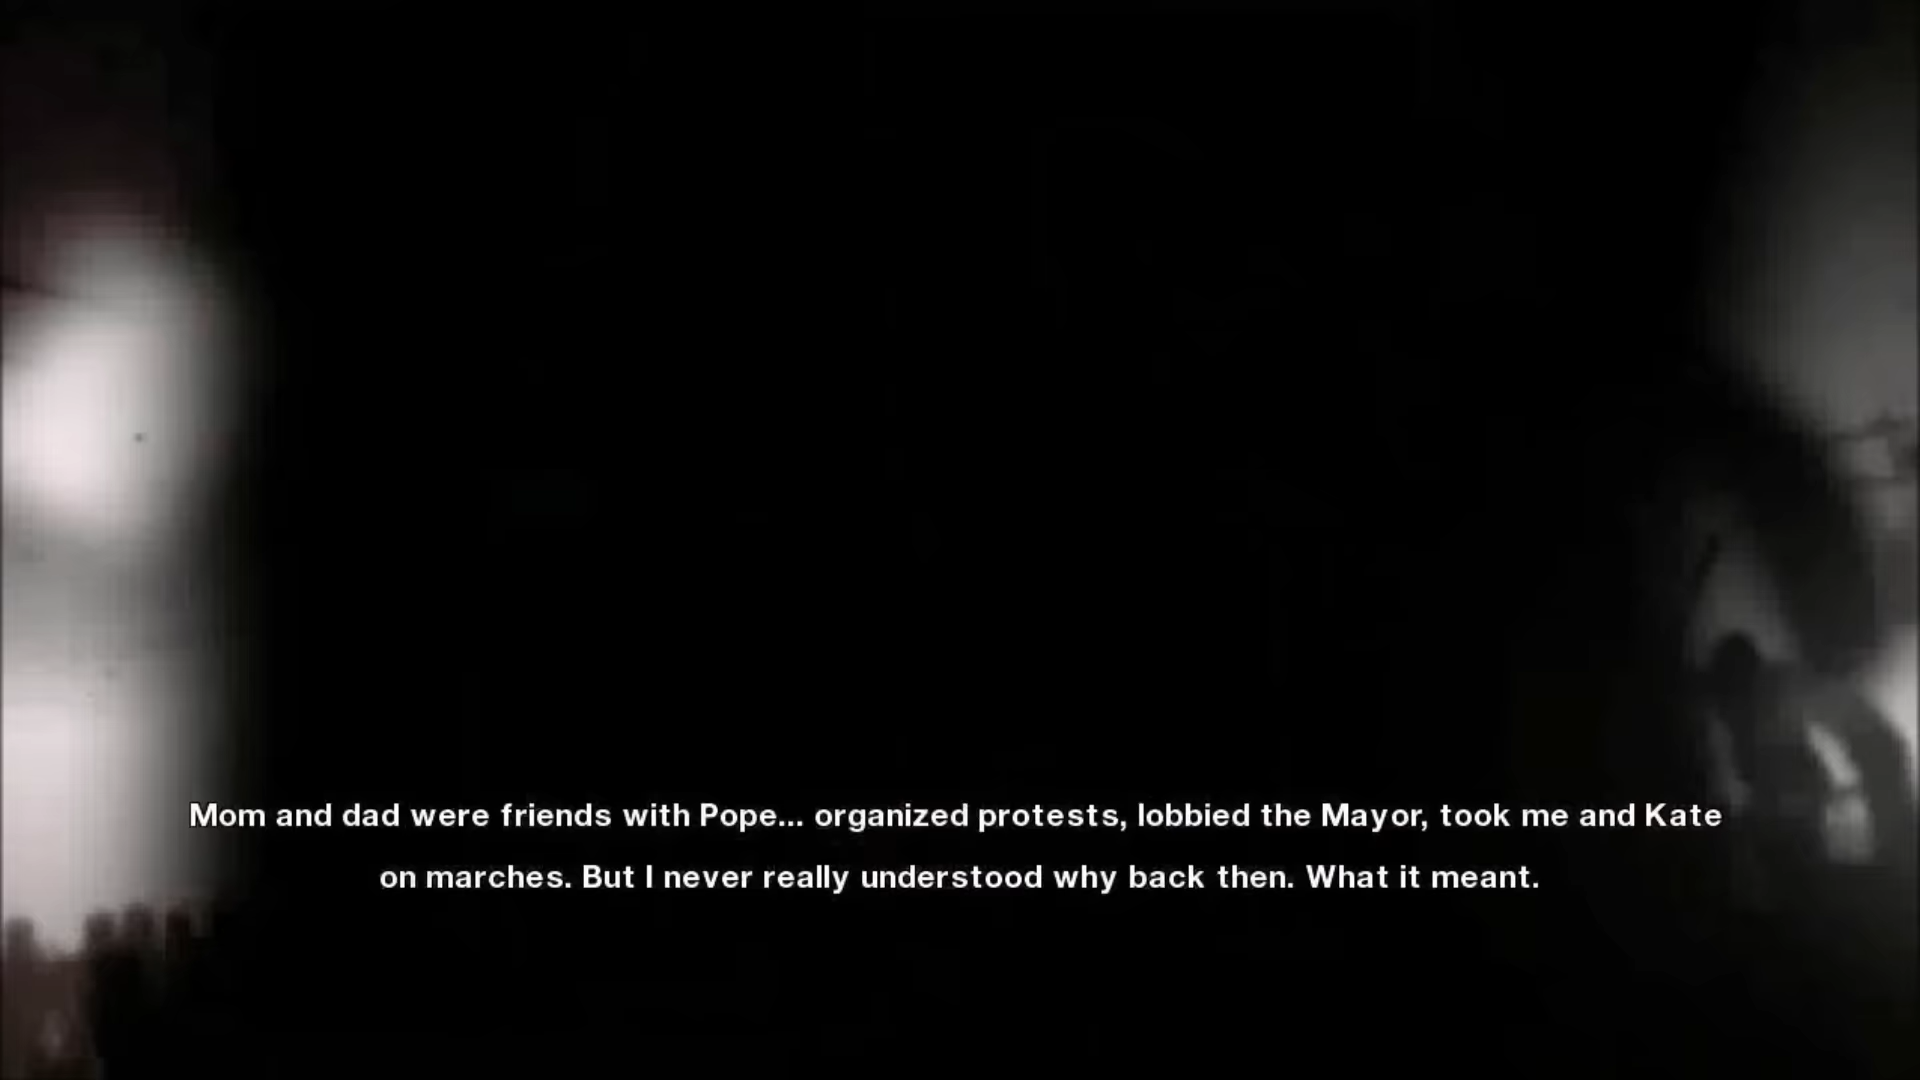 Mom and dad were friends with Pope... organized protests, lobbied the Mayor, took me and Kate
on marches. But I never really understood why back then. What it meant.